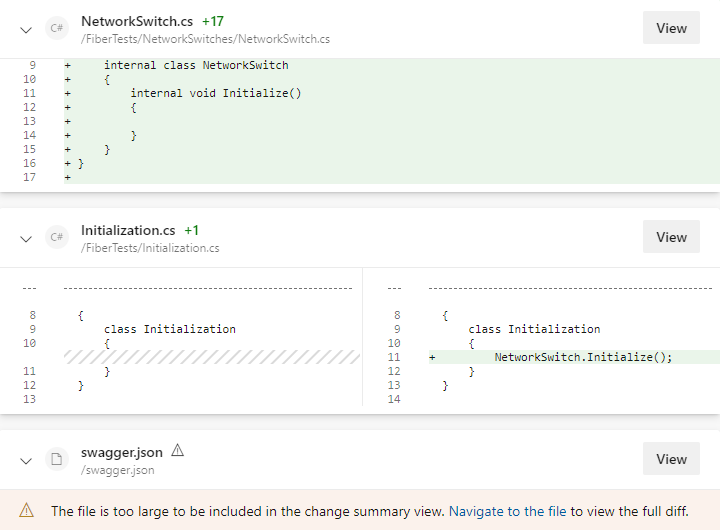 C# NetworkSwitch.cs +17 View
/FiberTests/NetworkSwitches/NetworkSwitch.cs
9 + internal class NetworkSwitch
10 + {
11 + internal void Initialize()
12 + {
13 +
14 + }
15 + }
16 + }
17 +
C# Initialization.cs +1 View
/FiberTests/Initialization.cs
8 {
9 class Initialization
10 {
11 }
12 }
13
8 {
9 class Initialization
10 {
11 + NetworkSwitch.Initialize();
12 }
13 }
14
swagger.json View
/swagger.json
The file is too large to be included in the change summary view. Navigate to the file to view the full diff.